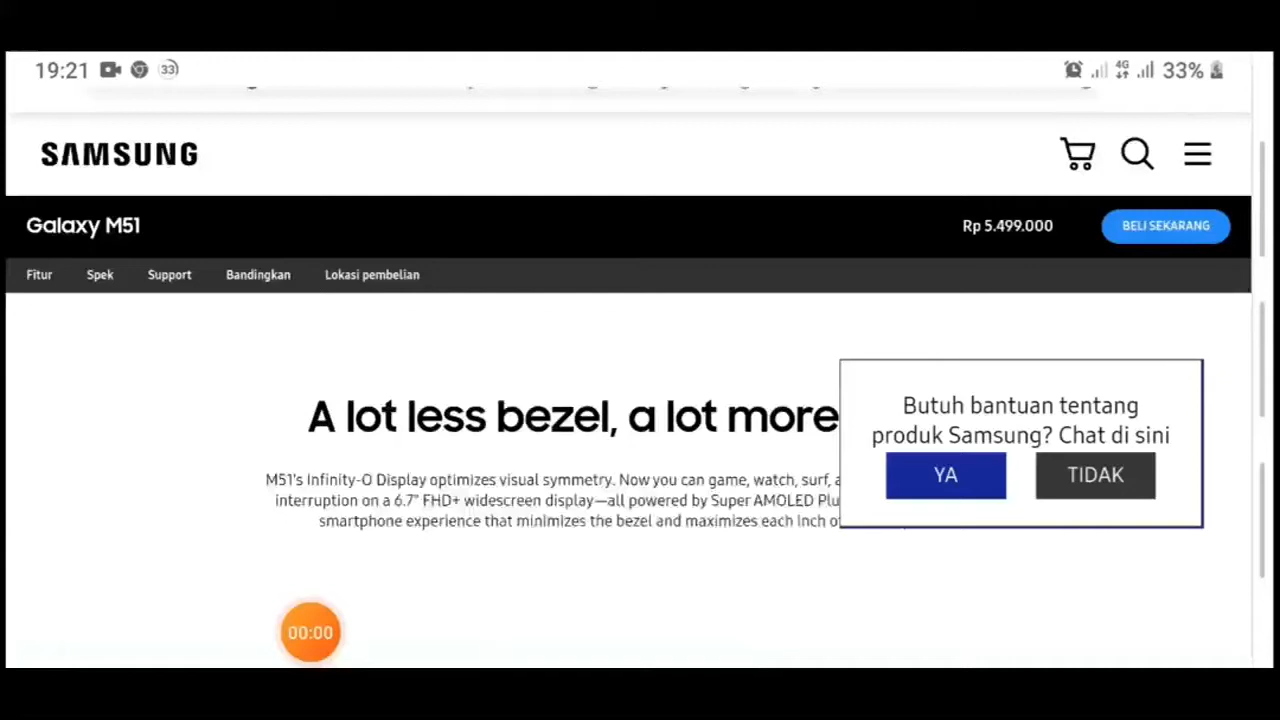 19:21 33 4G 33%
SAMSUNG
Galaxy M51 Rp 5.499.000 BELI SEKARANG
Fitur Spek Support Bandingkan Lokasi pembelian
A lot less bezel, a lot more
M51's Infinity-O Display optimizes visual symmetry. Now you can game, watch, surf,
interruption on a 6.7" FHD+ widescreen display—all powered by Super AMOLED
smartphone experience that minimizes the bezel and maximizes each inch
Butuh bantuan tentang
produk Samsung? Chat di sini
YA TIDAK
00:00